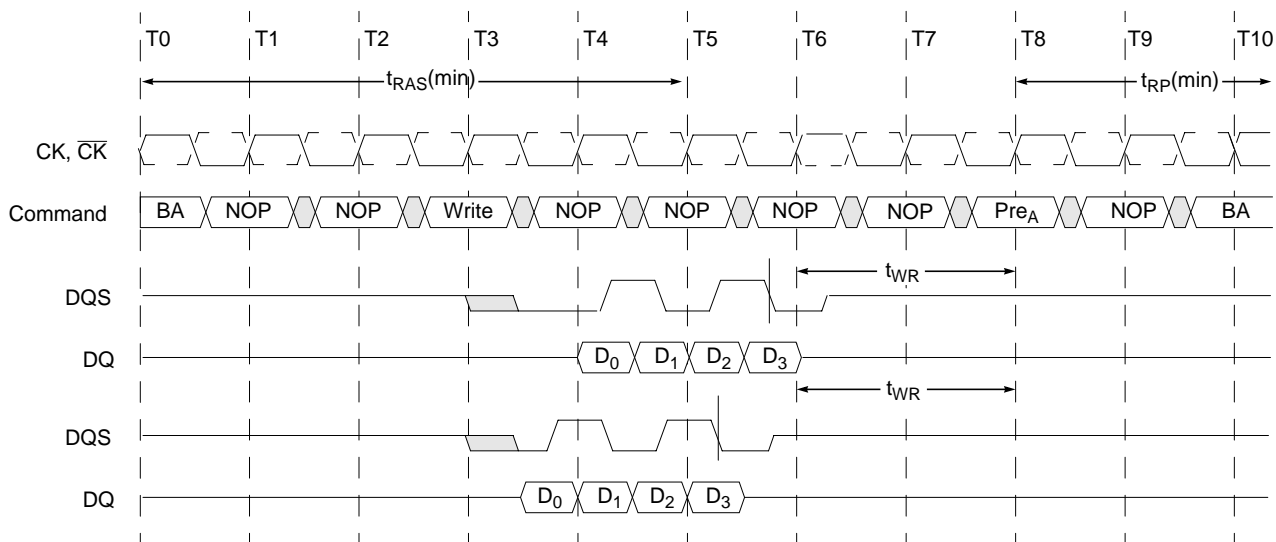 T0 T1 T2 T3 T4 T5 T6 T7 T8 T9 T10
tRAS(min) tRP(min)
CK, C̅K̅
Command BA NOP NOP Write NOP NOP NOP NOP PreA NOP BA
tWR
DQS
DQ D0 D1 D2 D3
tWR
DQS
DQ D0 D1 D2 D3